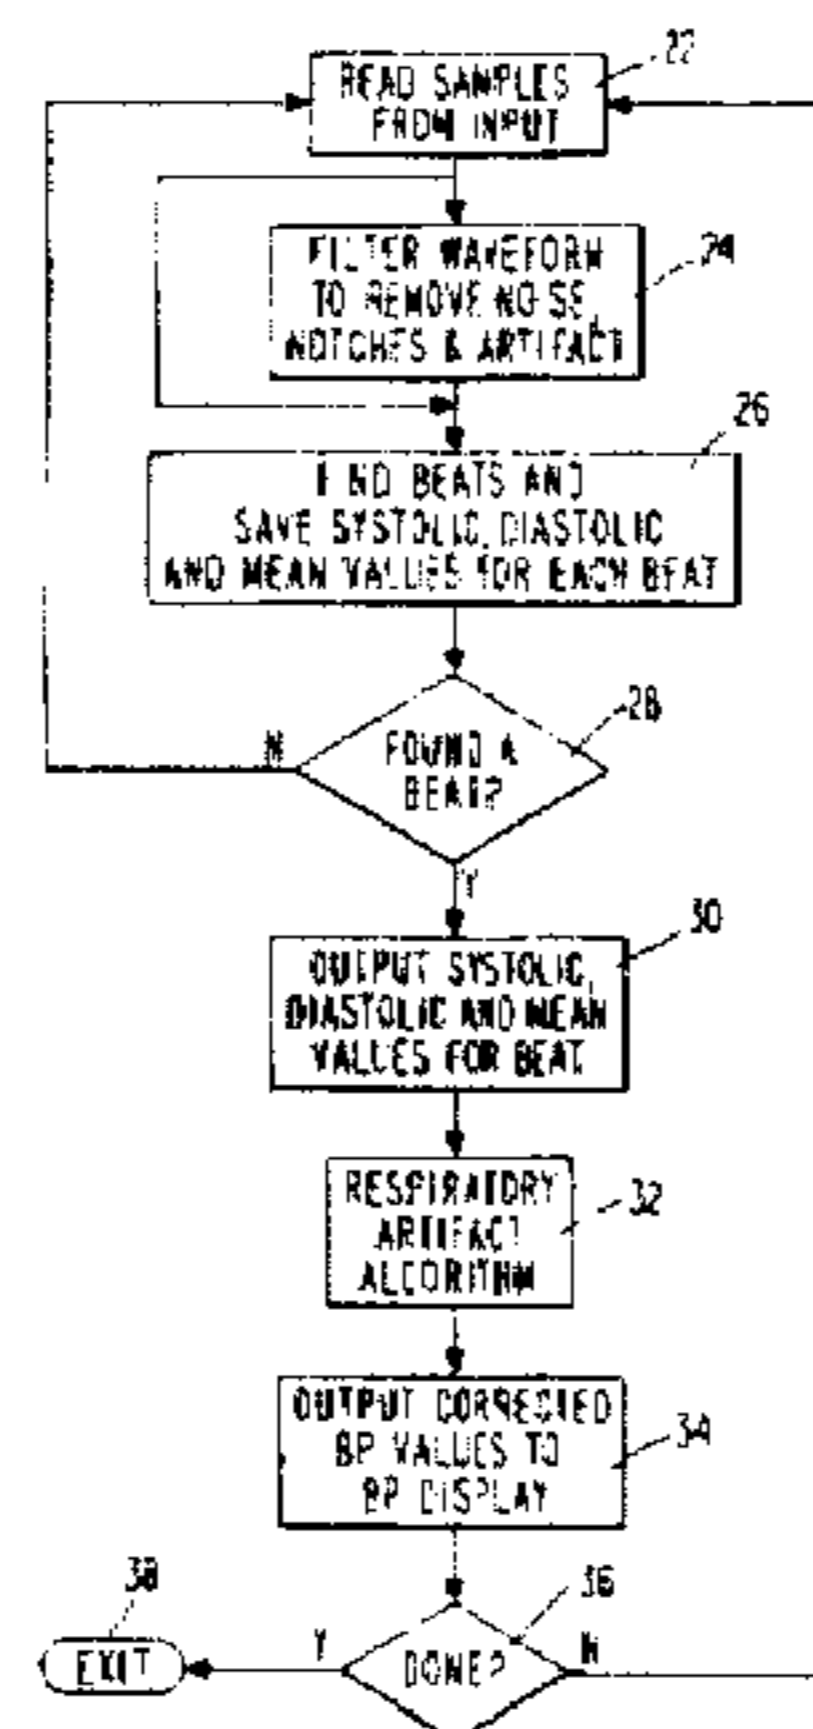 22
READ SAMPLES
FROM INPUT
FILTER WAVEFORM
TO REMOVE NOISE,
NOTCHES & ARTIFACT
24
26
FIND BEATS AND
SAVE SYSTOLIC, DIASTOLIC
AND MEAN VALUES FOR EACH BEAT
28
N
FOUND A
BEAT?
Y
30
OUTPUT SYSTOLIC,
DIASTOLIC AND MEAN
VALUES FOR BEAT
32
RESPIRATORY
ARTIFACT
ALGORITHM
OUTPUT CORRECTED
BP VALUES TO
BP DISPLAY
34
38
36
EXIT
Y
DONE?
N